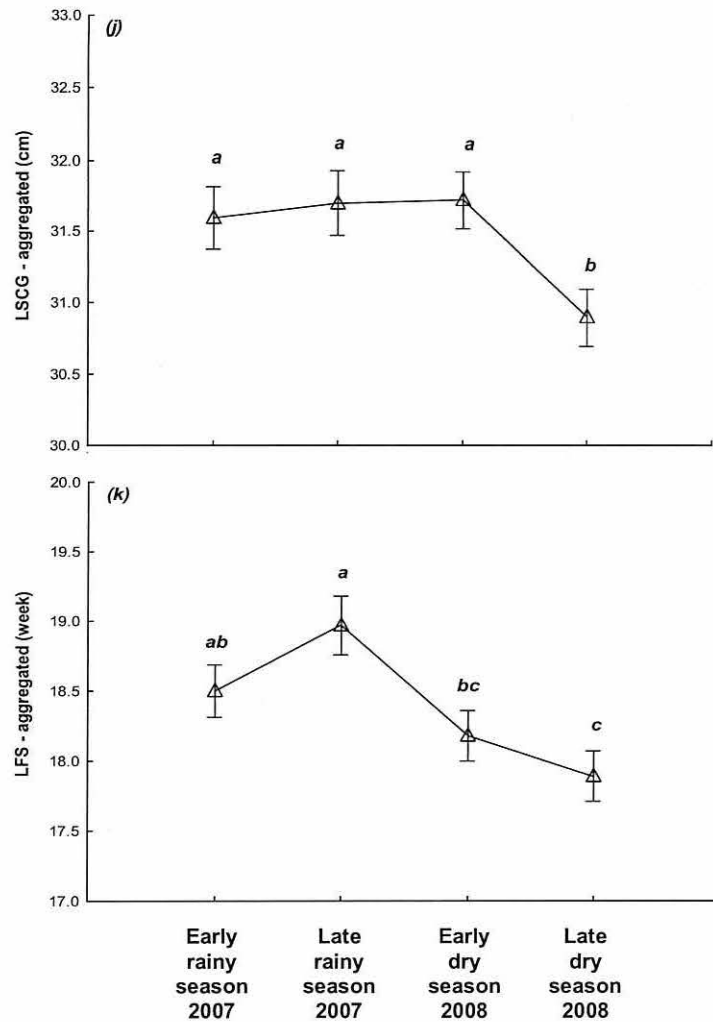 (j)
LSCG - aggregated (cm)
33.0
32.5
32.0
31.5
31.0
30.5
30.0
a
a
a
b
(k)
LFS - aggregated (week)
20.0
19.5
19.0
18.5
18.0
17.5
17.0
ab
a
bc
c
Early
rainy
season
2007
Late
rainy
season
2007
Early
dry
season
2008
Late
dry
season
2008